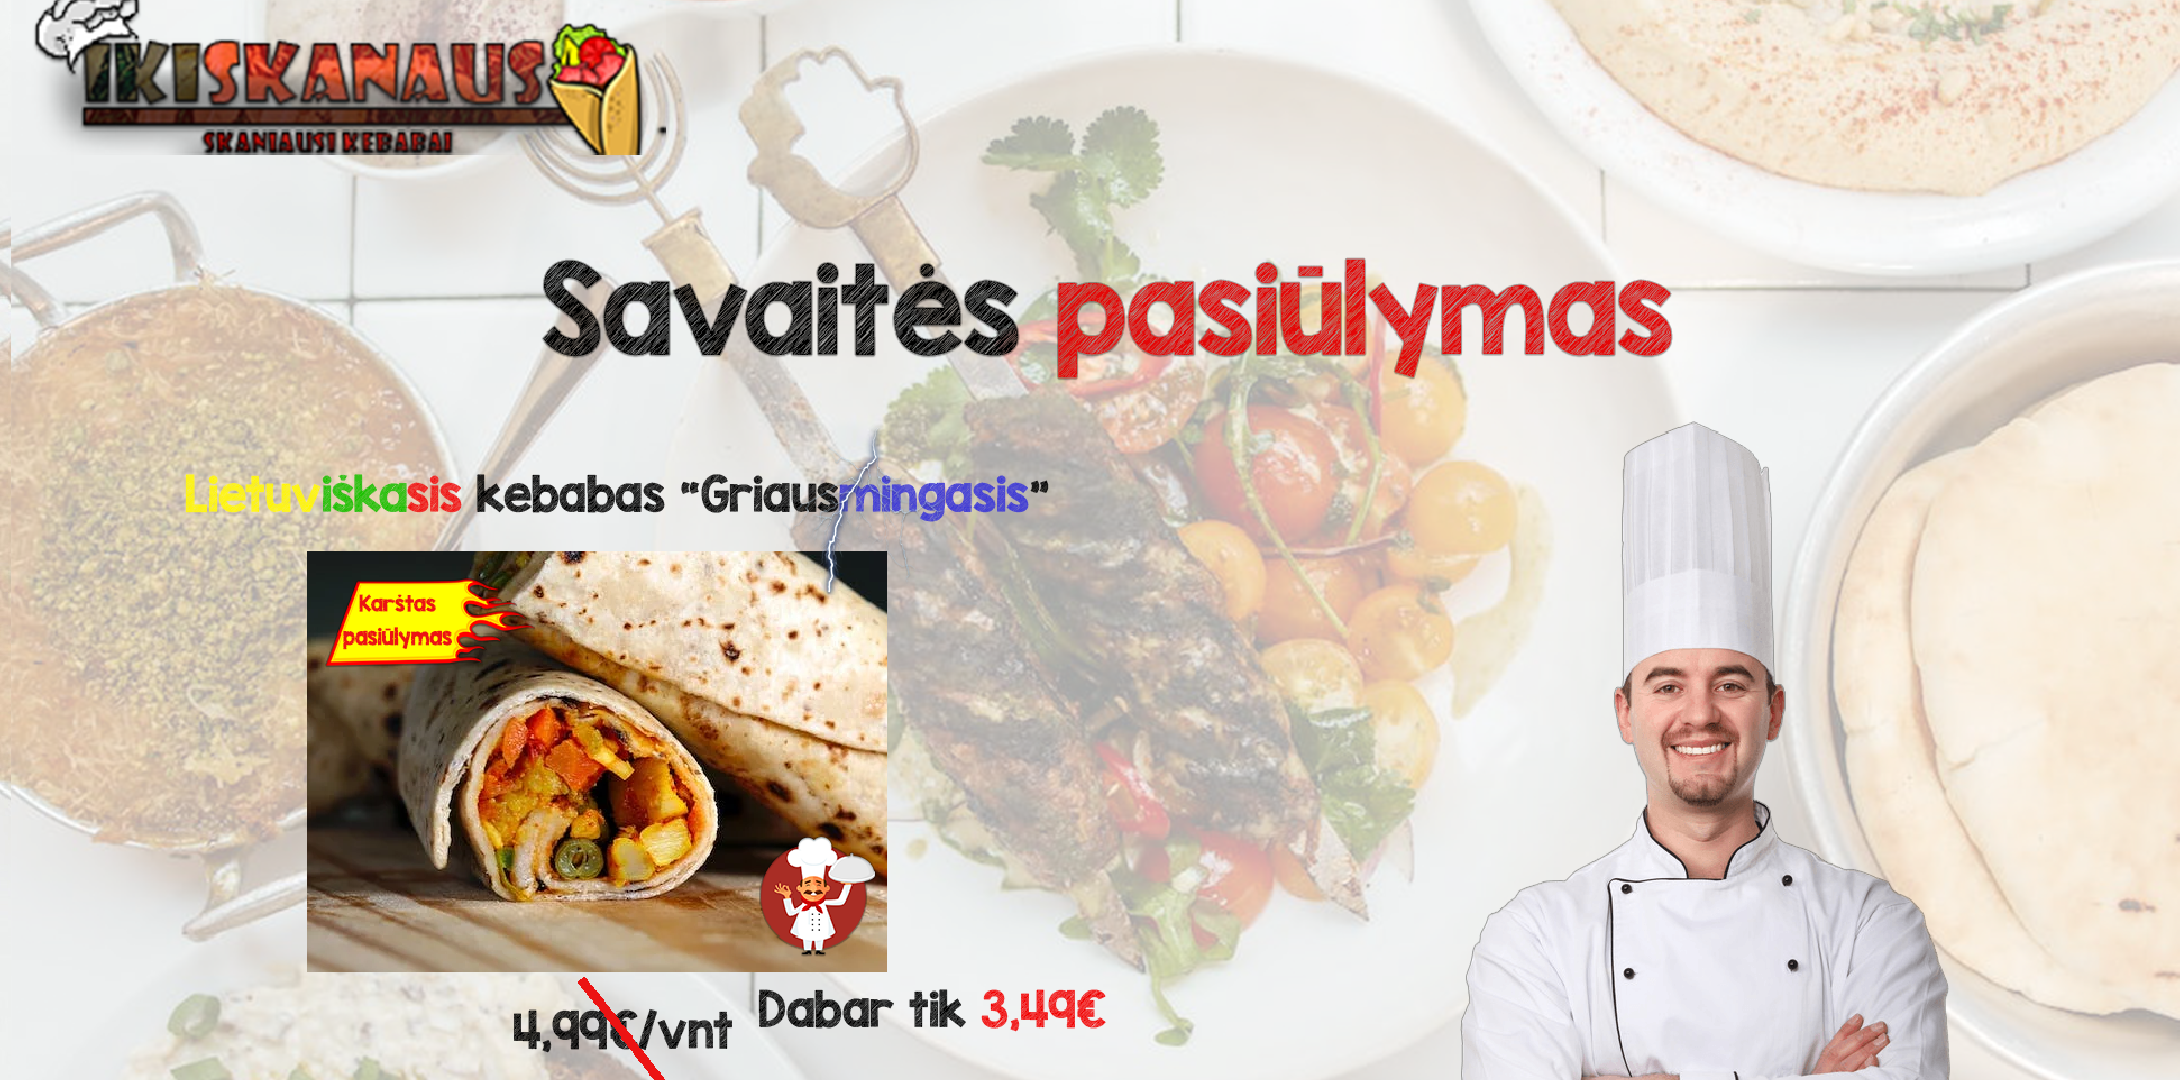 IKISKANAUS
SKANIAUSI KEBABAI
Savaitės pasiūlymas
Lietuviškasis kebabas “Griausmingasis”
Karštas
pasiūlymas
4,99€/vnt
Dabar tik 3,49€